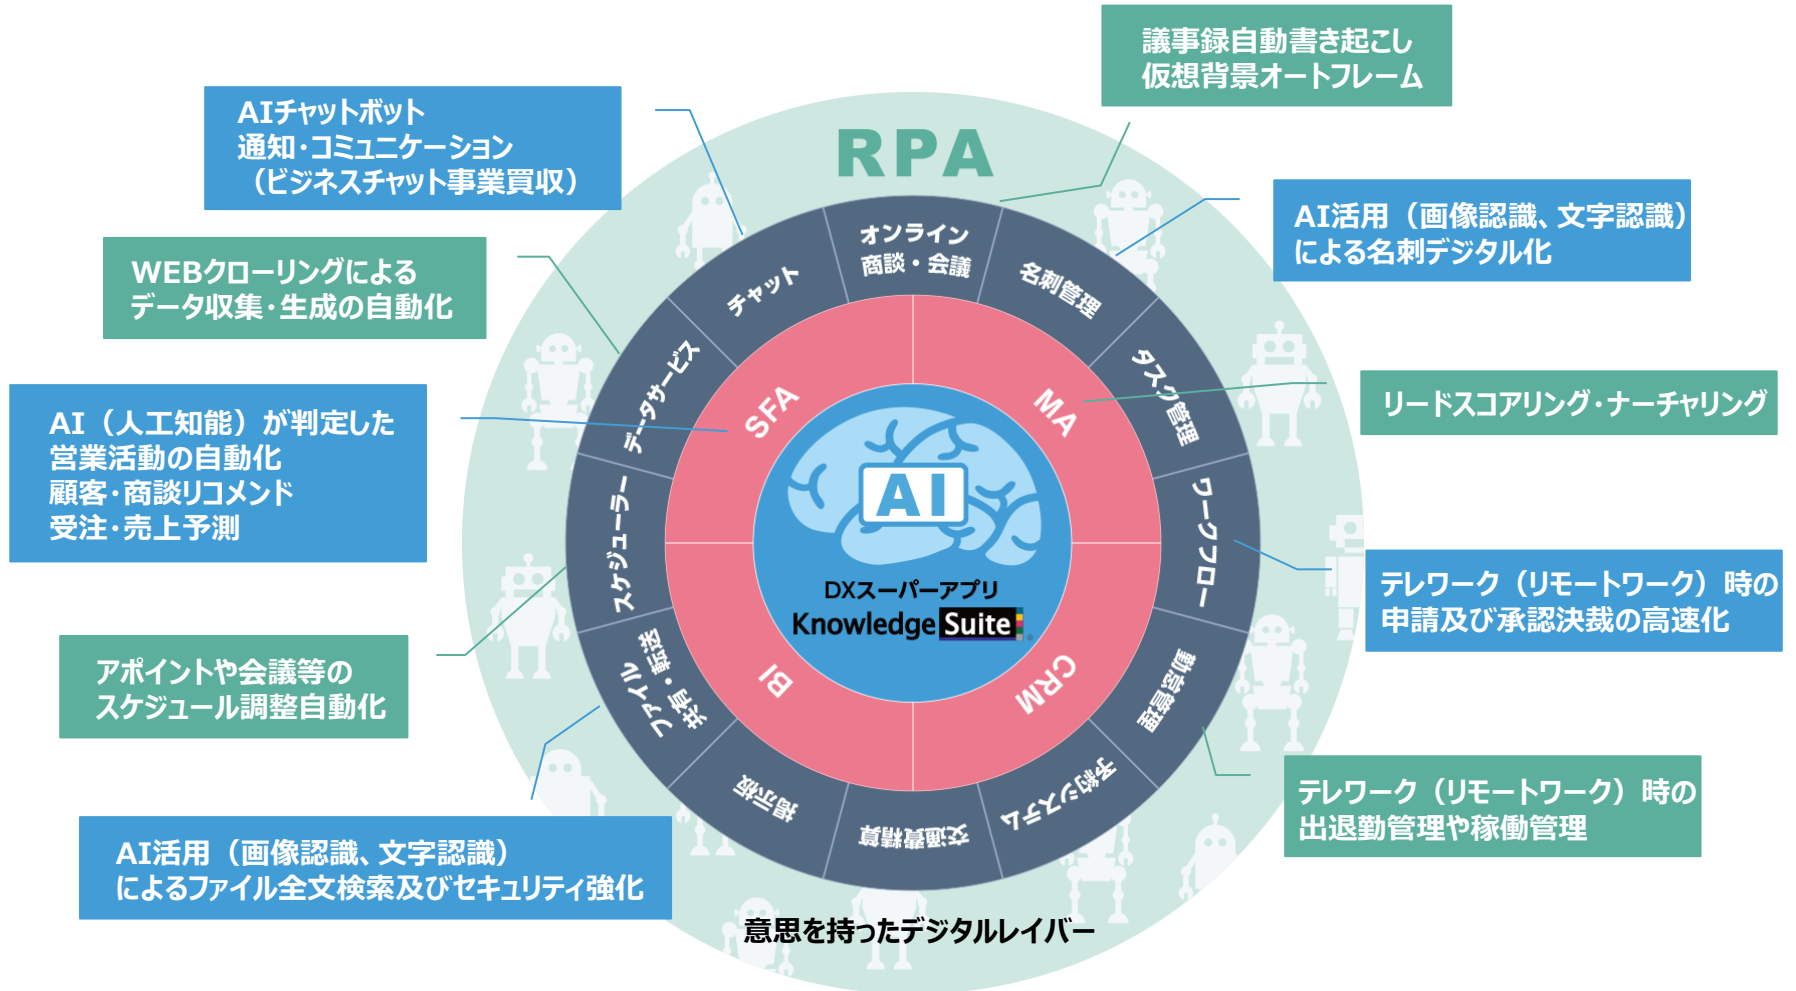 議事録自動書き起こし
仮想背景オートフレーム
AIチャットボット
通知・コミュニケーション
（ビジネスチャット事業買収）
RPA
AI活用（画像認識、文字認識）
による名刺デジタル化
WEBクローリングによる
データ収集・生成の自動化
オンライン
商談・会議
チャット
名刺管理
データサービス
タスク管理
リードスコアリング・ナーチャリング
AI（人工知能）が判定した
営業活動の自動化
顧客・商談リコメンド
受注・売上予測
SFA
MA
AI
スケジューラー
ワークフロー
DXスーパーアプリ
Knowledge Suite
テレワーク（リモートワーク）時の
申請及び承認決裁の高速化
アポイントや会議等の
スケジュール調整自動化
BI
CRM
ファイル
共有・転送
勤怠管理
テレワーク（リモートワーク）時の
出退勤管理や稼働管理
掲示板
交通費精算
予約システム
AI活用（画像認識、文字認識）
によるファイル全文検索及びセキュリティ強化
意思を持ったデジタルレイバー